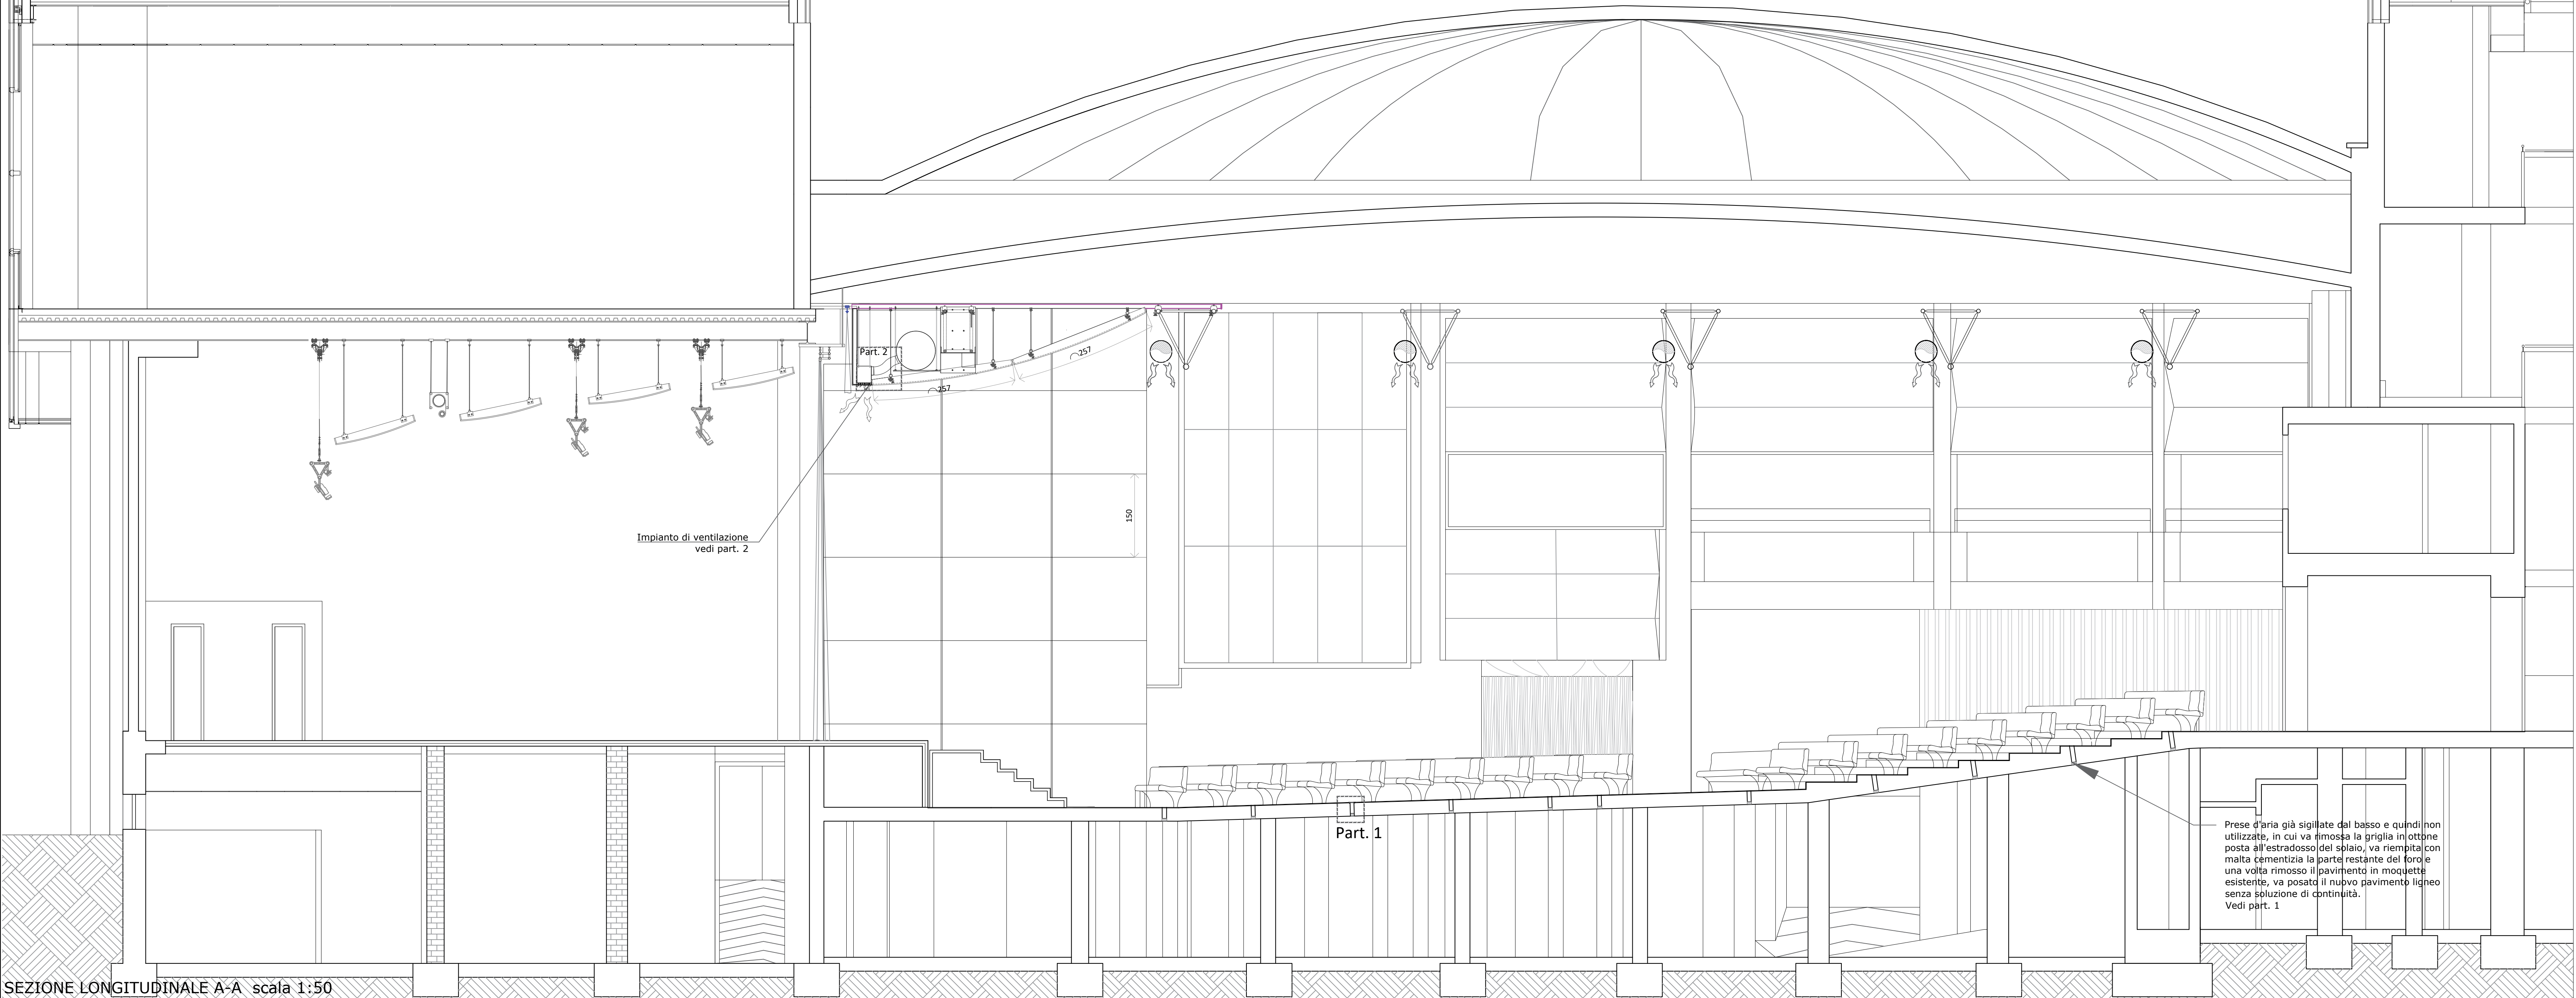 Part. 2
257
257
150
Impianto di ventilazione
vedi part. 2
Part. 1
Prese d'aria già sigillate dal basso e quindi non
utilizzate, in cui va rimossa la griglia in ottone
posta all'estradosso del solaio, va riempita con
malta cementizia la parte restante del foro e
una volta rimosso il pavimento in moquette
esistente, va posato il nuovo pavimento ligneo
senza soluzione di continuità.
Vedi part. 1
SEZIONE LONGITUDINALE A-A scala 1:50